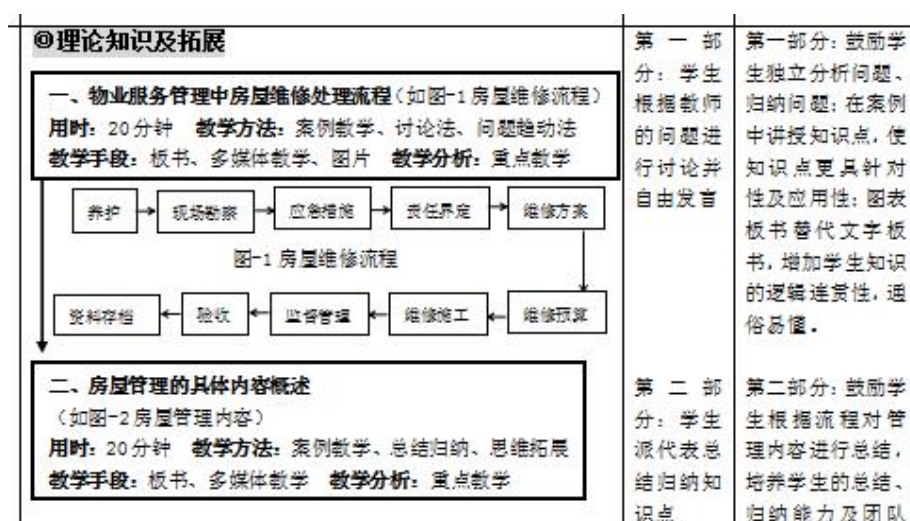 ◎理论知识及拓展
一、物业服务管理中房屋维修处理流程(如图-1房屋维修流程)
用时:20分钟 教学方法:案例教学、讨论法、问题趋动法
教学手段:板书、多媒体教学、图片 教学分析:重点教学
养护
现场勘察
应急措施
责任界定
维修方案
图-1 房屋维修流程
资料存档
验收
监督管理
维修施工
维修预算
二、房屋管理的具体内容概述
(如图-2房屋管理内容)
用时:20分钟 教学方法:案例教学、总结归纳、思维拓展
教学手段:板书、多媒体教学 教学分析:重点教学
第一部
分:学生
根据教师
的问题进
行讨论并
自由发言
第二部
分:学生
派代表总
结归纳知
识点
第一部分:鼓励学
生独立分析问题、
归纳问题;在案例
中讲授知识点,使
知识点更具针对
性及应用性;图表
板书替代文字板
书,增加学生知识
的逻辑连贯性,通
俗易懂。
第二部分:鼓励学
生根据流程对管
理内容进行总结,
培养学生的总结、
归纳能力及团队